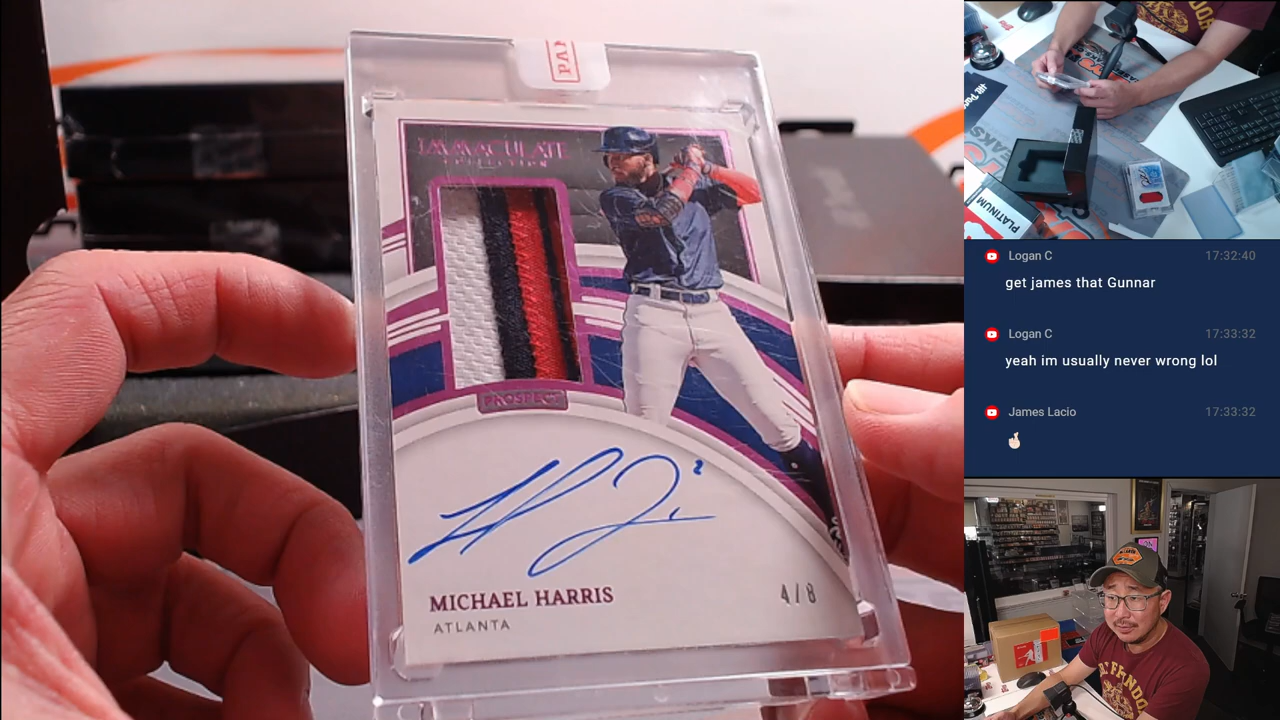 PAN
IMMACULATE
COLLECTION
PROSPECT
MICHAEL HARRIS
ATLANTA
4/8
PLATINUM
Logan C 17:32:40
get james that Gunnar
Logan C 17:33:32
yeah im usually never wrong lol
James Lacio 17:33:32